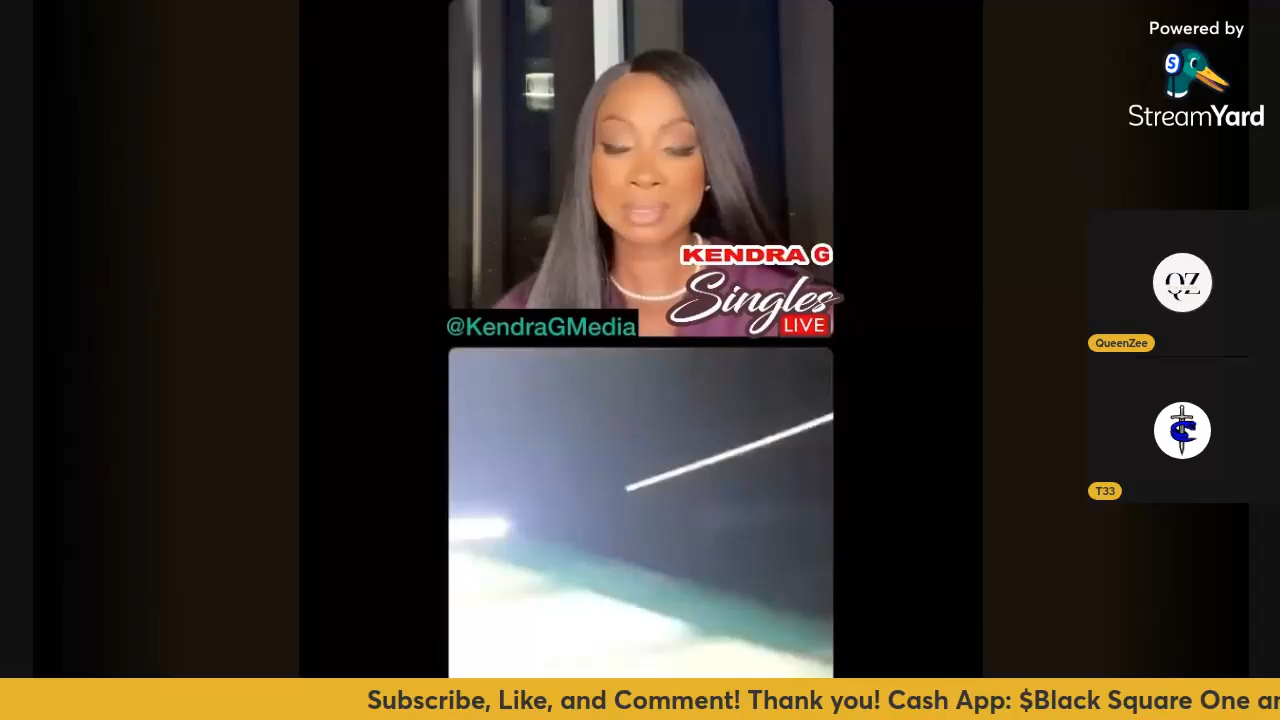 Powered by
S
StreamYard
KENDRA G
Singles
LIVE
@KendraGMedia
QZ
QueenZee
C
T33
Subscribe, Like, and Comment! Thank you! Cash App: $Black Square One an